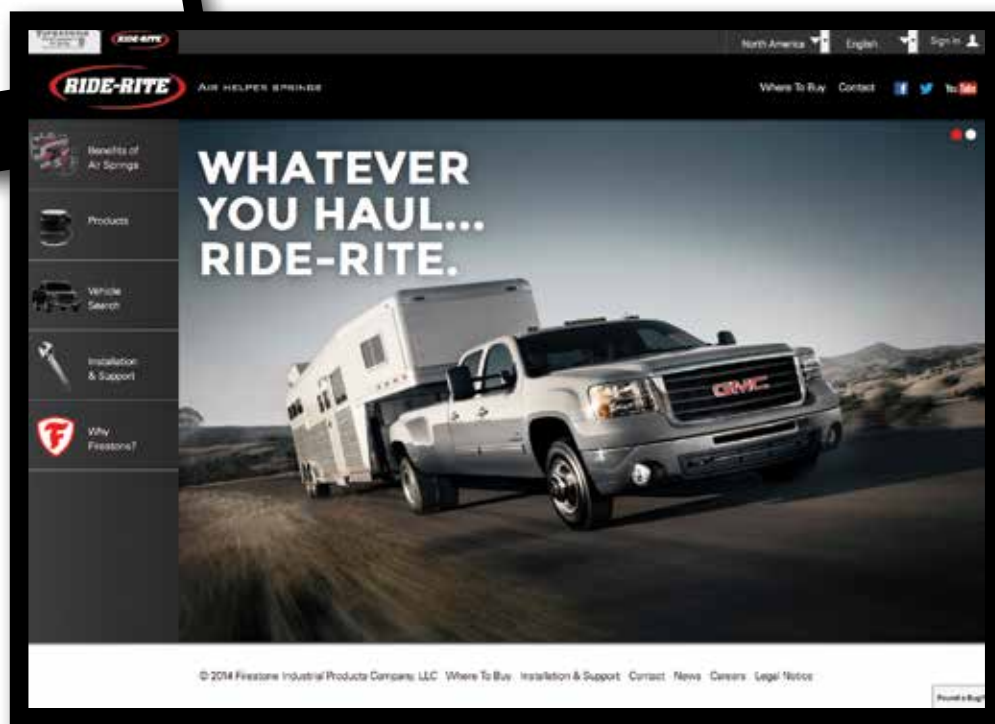 RIDE-RITE
North America
English
Sign In
RIDE-RITE
AIR HELPER SPRINGS
Where To Buy
Contact
You Tube
Benefits of
Air Springs
Products
Vehicle
Search
Installation
& Support
Why
Firestone?
WHATEVER
YOU HAUL...
RIDE-RITE.
GMC
© 2014 Firestone Industrial Products Company, LLC Where To Buy Installation & Support Contact News Careers Legal Notice
Found a Bug?